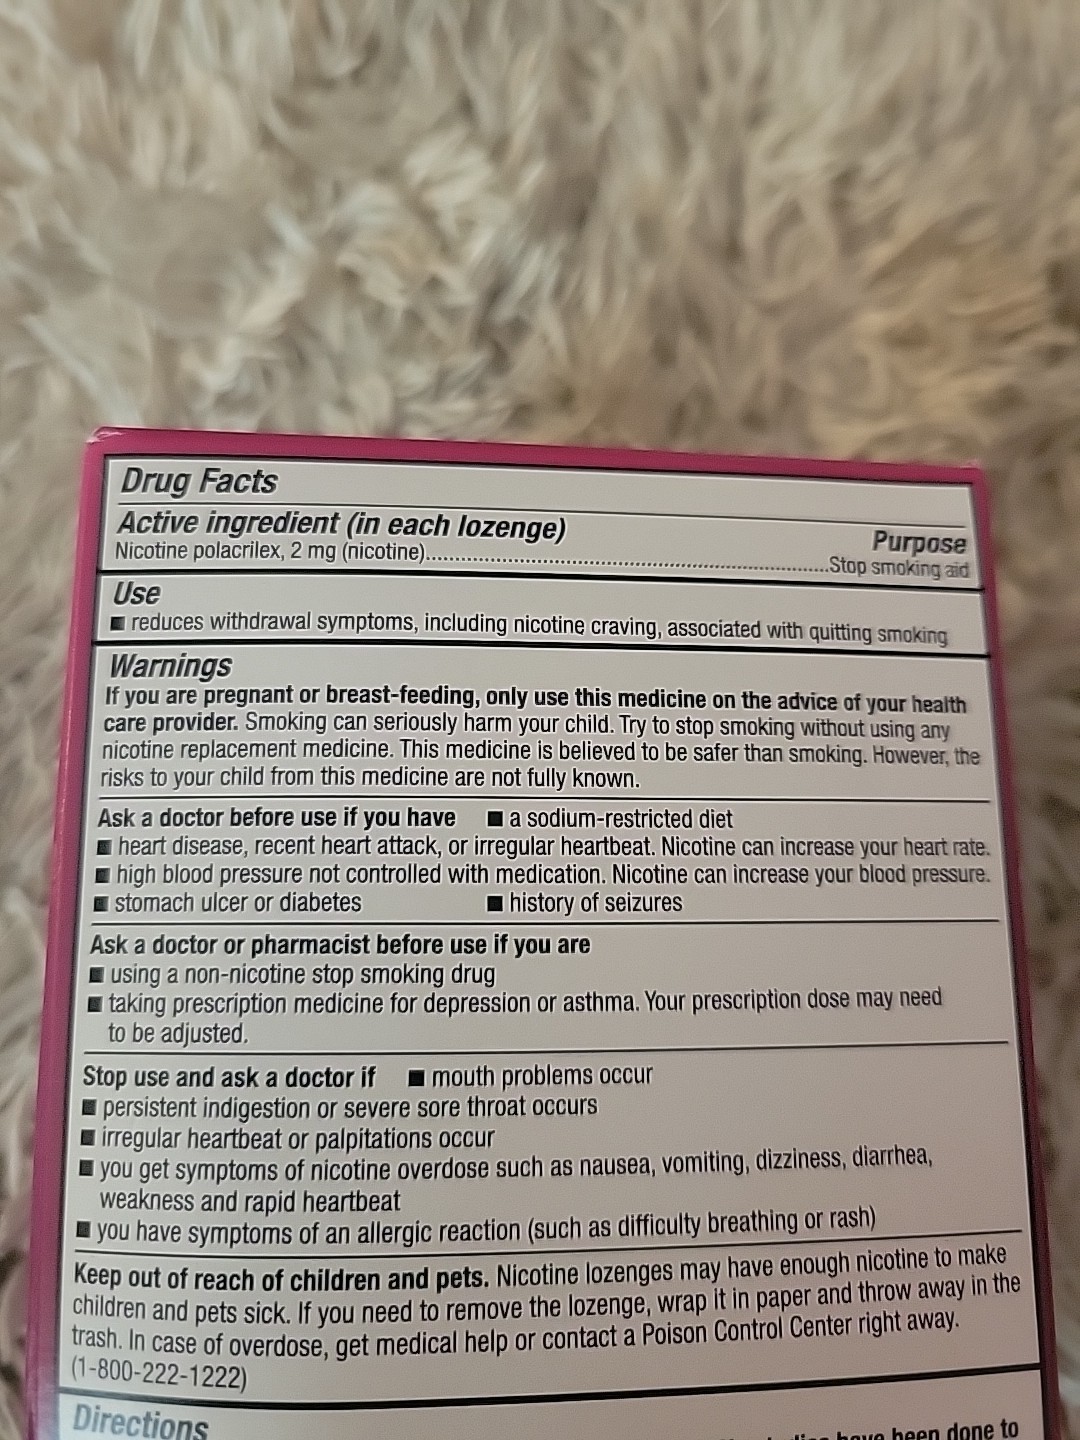 Drug Facts
Active ingredient (in each lozenge) Purpose
Nicotine polacrilex, 2 mg (nicotine)...............................................................................Stop smoking aid
Use
■ reduces withdrawal symptoms, including nicotine craving, associated with quitting smoking
Warnings
If you are pregnant or breast-feeding, only use this medicine on the advice of your health
care provider. Smoking can seriously harm your child. Try to stop smoking without using any
nicotine replacement medicine. This medicine is believed to be safer than smoking. However, the
risks to your child from this medicine are not fully known.
Ask a doctor before use if you have ■ a sodium-restricted diet
■ heart disease, recent heart attack, or irregular heartbeat. Nicotine can increase your heart rate.
■ high blood pressure not controlled with medication. Nicotine can increase your blood pressure.
■ stomach ulcer or diabetes ■ history of seizures
Ask a doctor or pharmacist before use if you are
■ using a non-nicotine stop smoking drug
■ taking prescription medicine for depression or asthma. Your prescription dose may need
to be adjusted.
Stop use and ask a doctor if ■ mouth problems occur
■ persistent indigestion or severe sore throat occurs
■ irregular heartbeat or palpitations occur
■ you get symptoms of nicotine overdose such as nausea, vomiting, dizziness, diarrhea,
weakness and rapid heartbeat
■ you have symptoms of an allergic reaction (such as difficulty breathing or rash)
Keep out of reach of children and pets. Nicotine lozenges may have enough nicotine to make
children and pets sick. If you need to remove the lozenge, wrap it in paper and throw away in the
trash. In case of overdose, get medical help or contact a Poison Control Center right away.
(1-800-222-1222)
Directions
have been done to